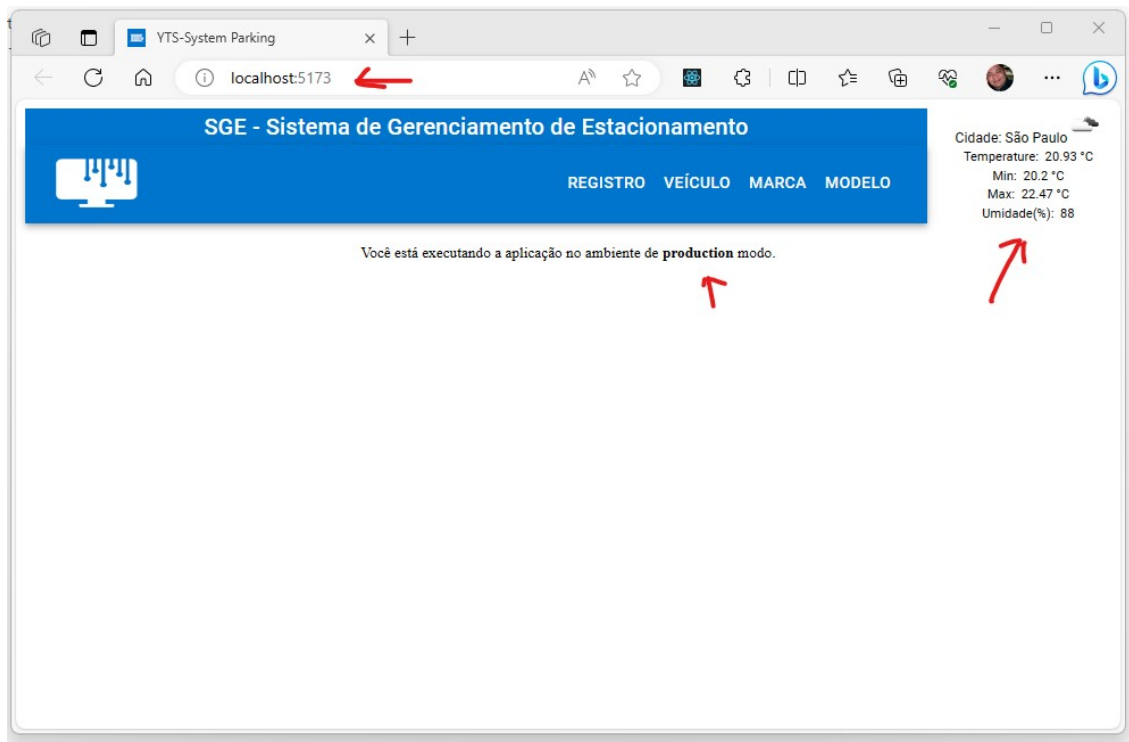 YTS-System Parking
localhost:5173
SGE - Sistema de Gerenciamento de Estacionamento
REGISTRO VEÍCULO MARCA MODELO
Cidade: São Paulo
Temperature: 20.93 °C
Min: 20.2 °C
Max: 22.47 °C
Umidade(%): 88
Você está executando a aplicação no ambiente de production modo.